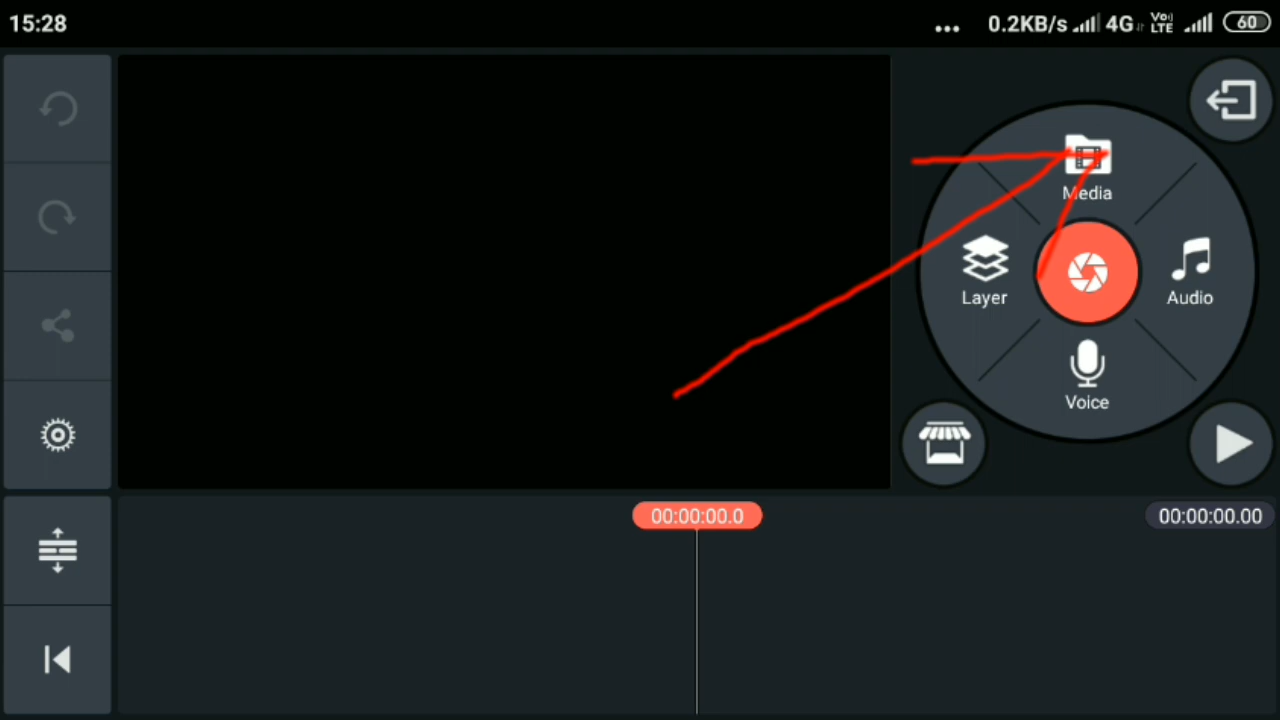 15:28
... 0.2KB/s 4G Vo) LTE 60
Media
Layer
Audio
Voice
00:00:00.0
00:00:00.00